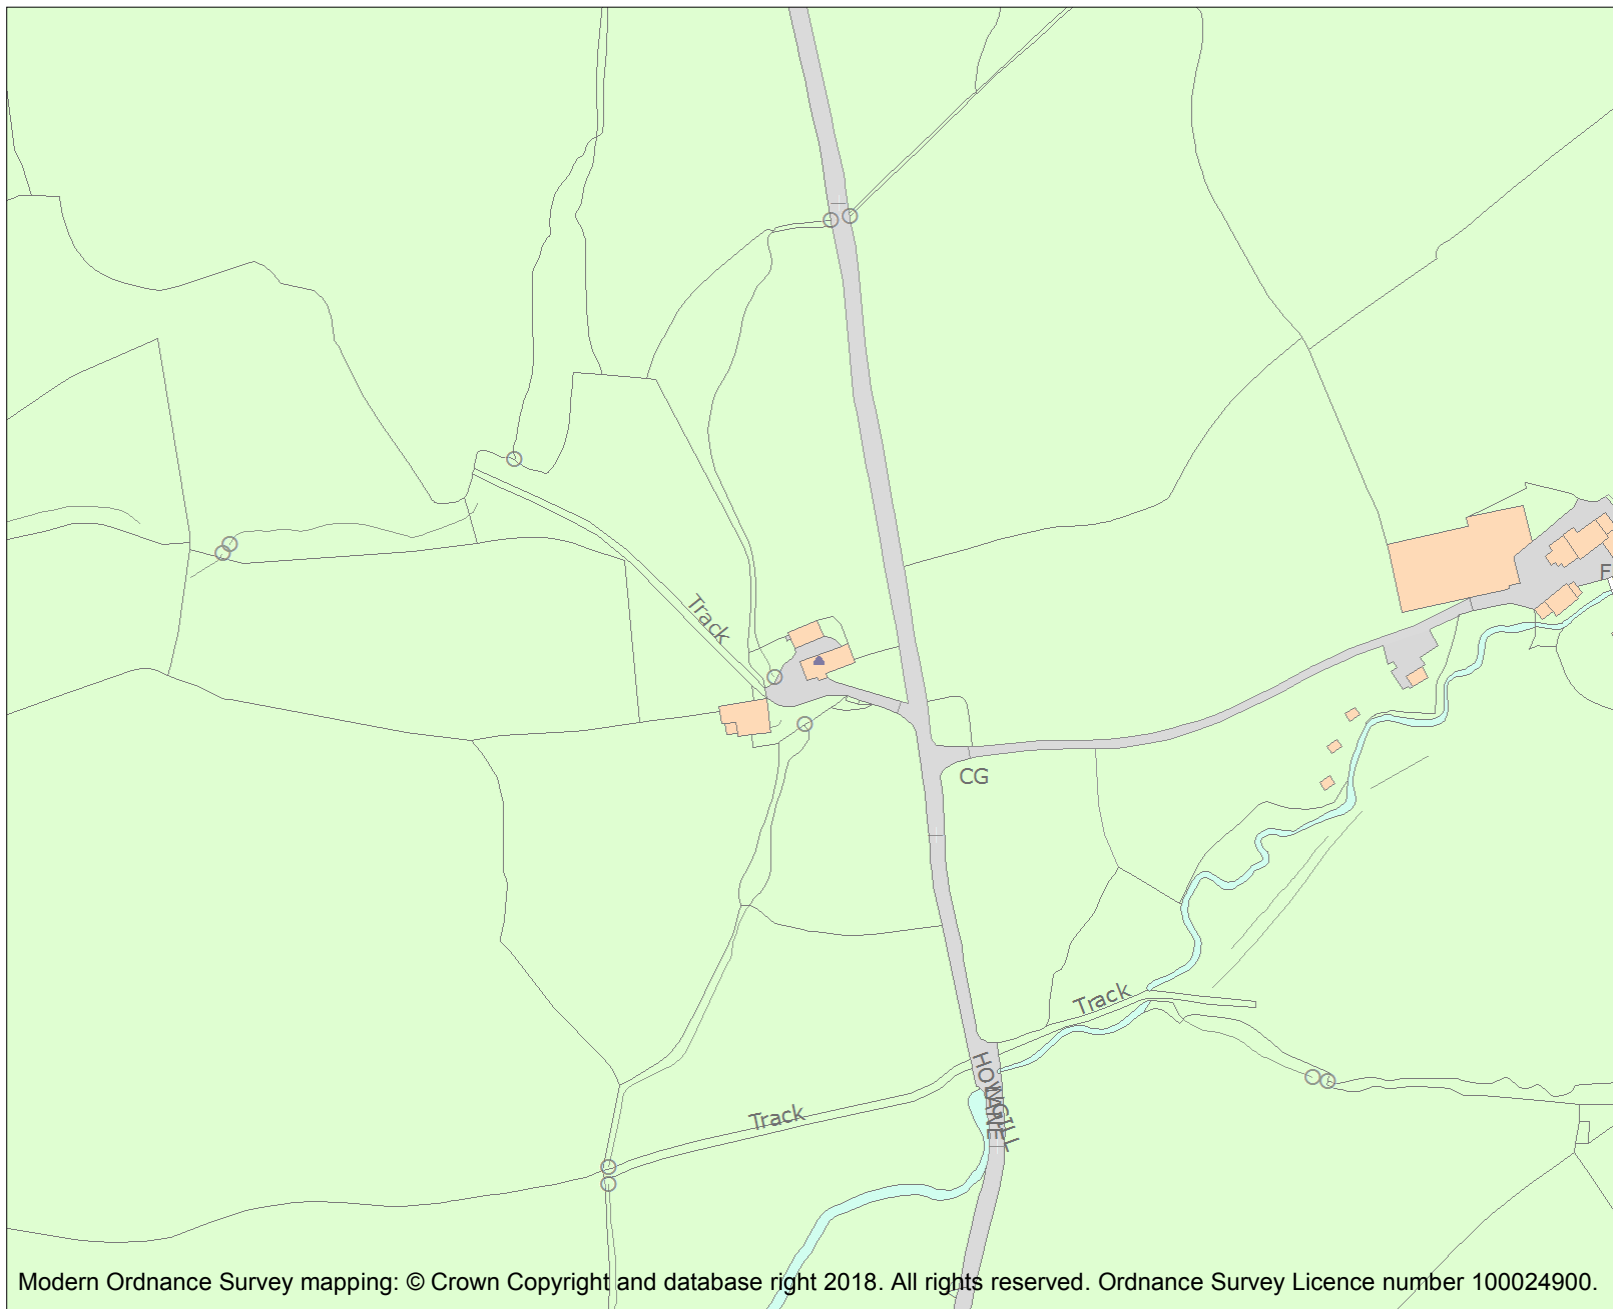 F
Track
CG
Track
HOWGILL
LANE
Track
Modern Ordnance Survey mapping: © Crown Copyright and database right 2018. All rights reserved. Ordnance Survey Licence number 100024900.